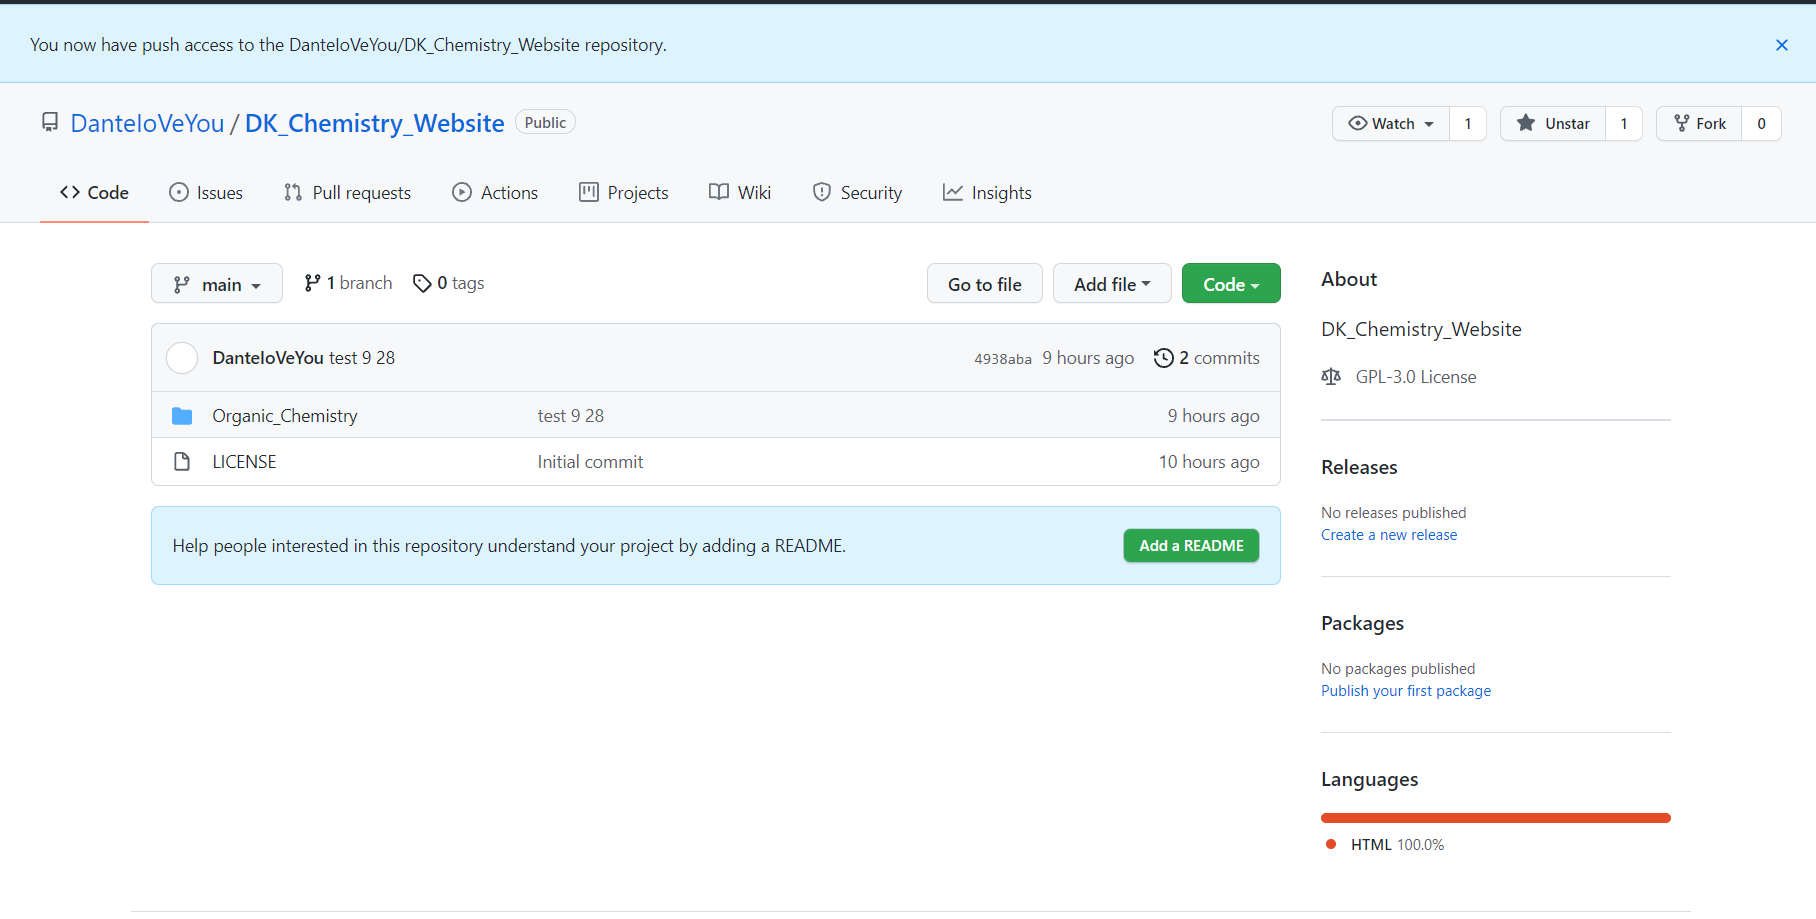 You now have push access to the DanteIoVeYou/DK_Chemistry_Website repository.
DanteIoVeYou / DK_Chemistry_Website Public
Watch 1 Unstar 1 Fork 0
Code Issues Pull requests Actions Projects Wiki Security Insights
main 1 branch 0 tags Go to file Add file Code
DanteIoVeYou test 9 28 4938aba 9 hours ago 2 commits
Organic_Chemistry test 9 28 9 hours ago
LICENSE Initial commit 10 hours ago
Help people interested in this repository understand your project by adding a README. Add a README
About
DK_Chemistry_Website
GPL-3.0 License
Releases
No releases published
Create a new release
Packages
No packages published
Publish your first package
Languages
HTML 100.0%